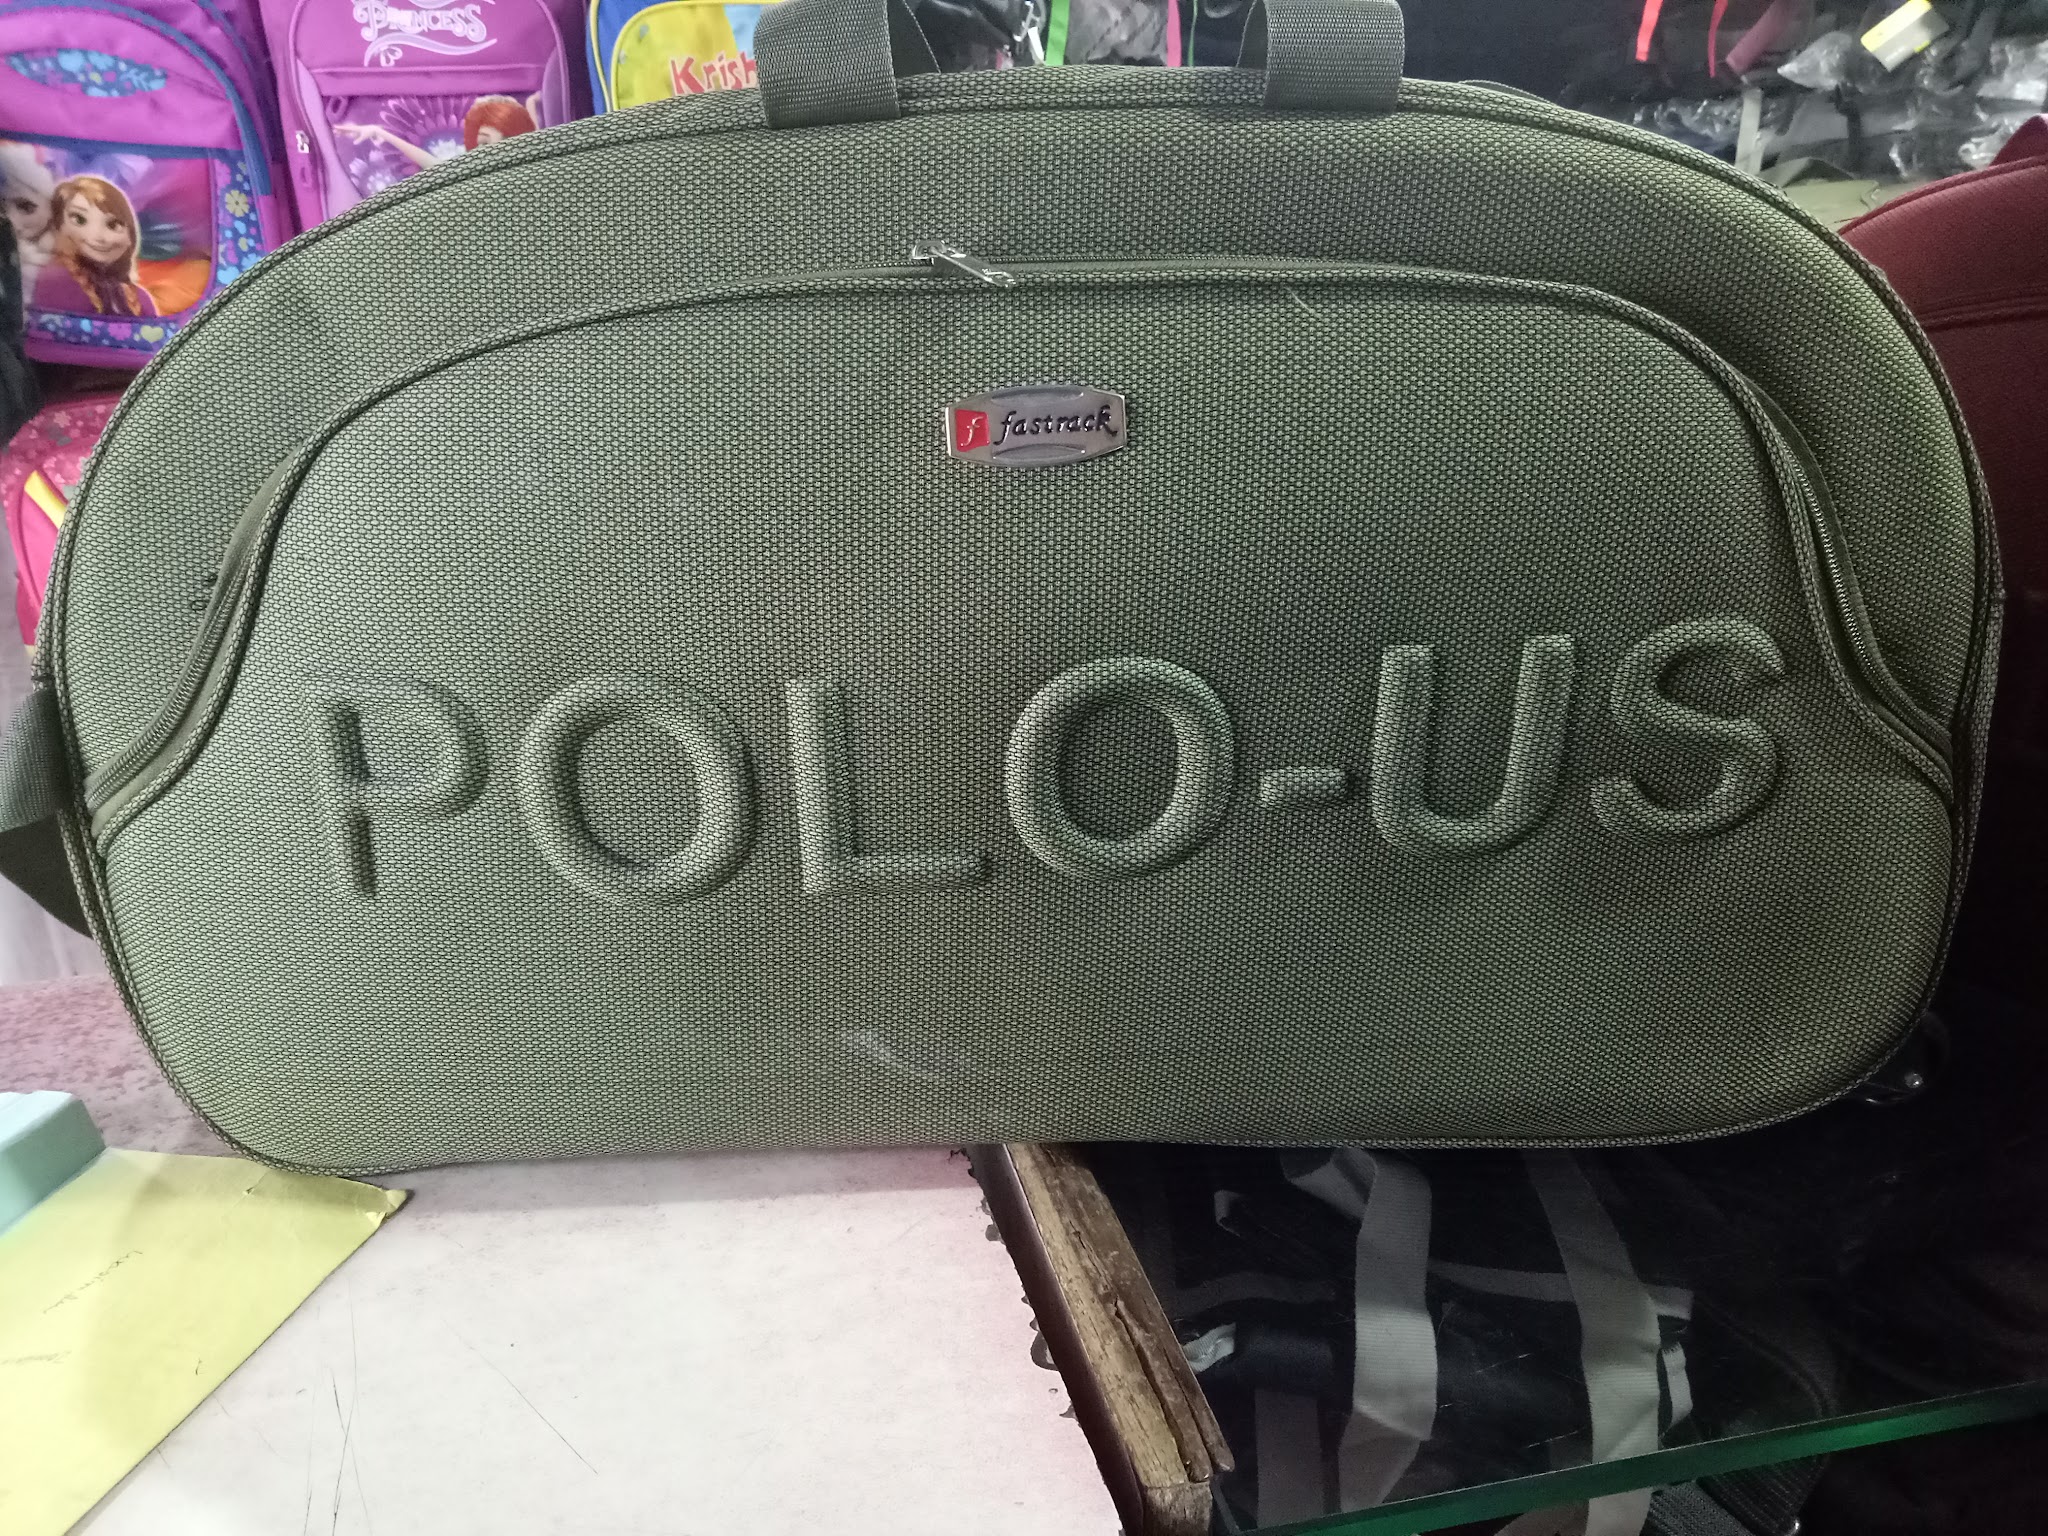 PRINCESS
Krish
f fastrack
POLO-US